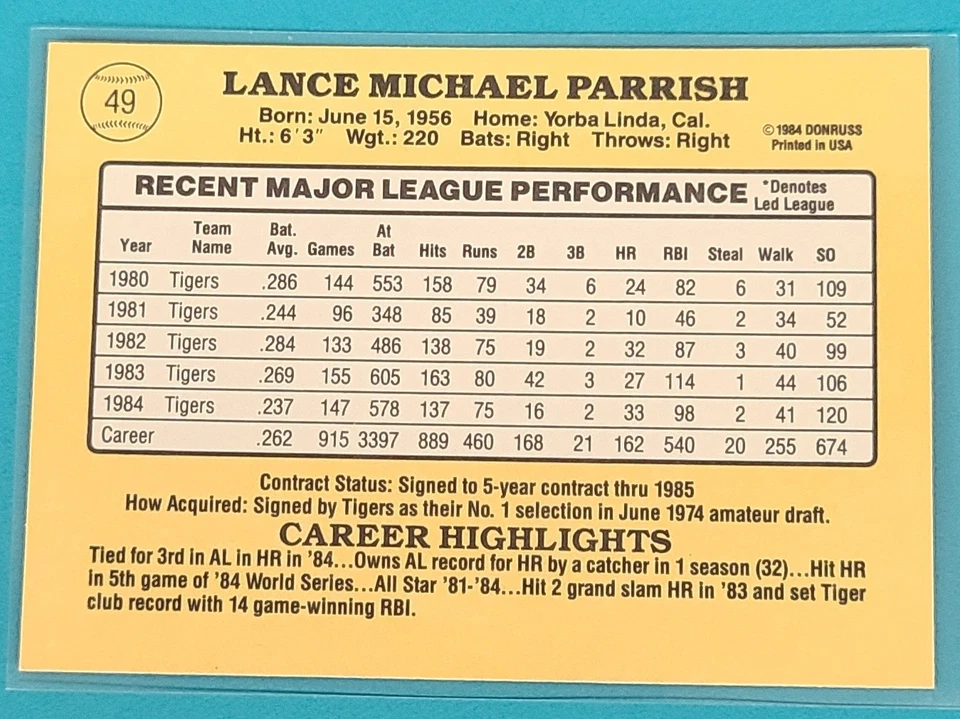 49
LANCE MICHAEL PARRISH
Born: June 15, 1956 Home: Yorba Linda, Cal.
Ht.: 6'3" Wgt.: 220 Bats: Right Throws: Right
©1984 DONRUSS
Printed in USA
RECENT MAJOR LEAGUE PERFORMANCE *Denotes Led League
Year Team Name Bat. Avg. Games At Bat Hits Runs 2B 3B HR RBI Steal Walk SO
1980 Tigers .286 144 553 158 79 34 6 24 82 6 31 109
1981 Tigers .244 96 348 85 39 18 2 10 46 2 34 52
1982 Tigers .284 133 486 138 75 19 2 32 87 3 40 99
1983 Tigers .269 155 605 163 80 42 3 27 114 1 44 106
1984 Tigers .237 147 578 137 75 16 2 33 98 2 41 120
Career .262 915 3397 889 460 168 21 162 540 20 255 674
Contract Status: Signed to 5-year contract thru 1985
How Acquired: Signed by Tigers as their No. 1 selection in June 1974 amateur draft.
CAREER HIGHLIGHTS
Tied for 3rd in AL in HR in '84...Owns AL record for HR by a catcher in 1 season (32)...Hit HR
in 5th game of '84 World Series...All Star '81-'84...Hit 2 grand slam HR in '83 and set Tiger
club record with 14 game-winning RBI.